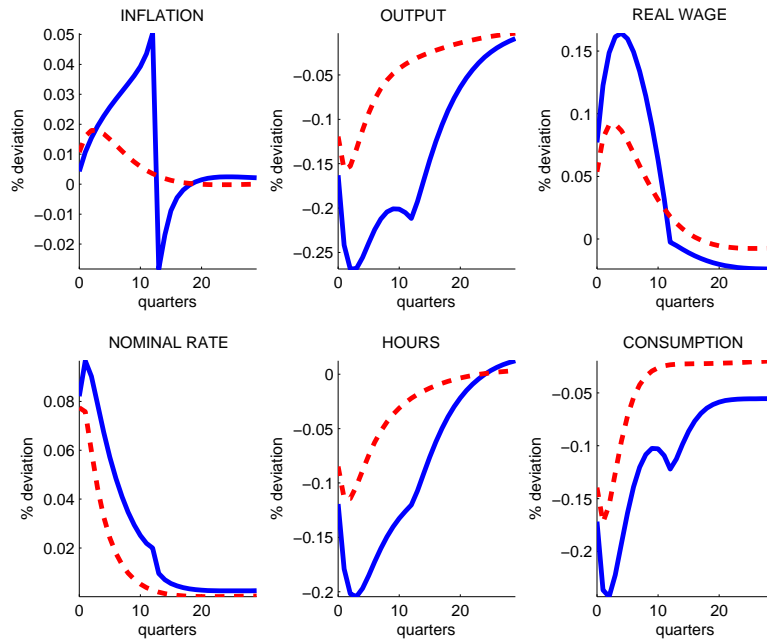 INFLATION
% deviation
0.05
0.04
0.03
0.02
0.01
0
−0.01
−0.02
0 10 20
quarters
OUTPUT
% deviation
−0.05
−0.1
−0.15
−0.2
−0.25
0 10 20
quarters
REAL WAGE
% deviation
0.15
0.1
0.05
0
0 10 20
quarters
NOMINAL RATE
% deviation
0.08
0.06
0.04
0.02
0 10 20
quarters
HOURS
% deviation
0
−0.05
−0.1
−0.15
−0.2
0 10 20
quarters
CONSUMPTION
% deviation
−0.05
−0.1
−0.15
−0.2
0 10 20
quarters